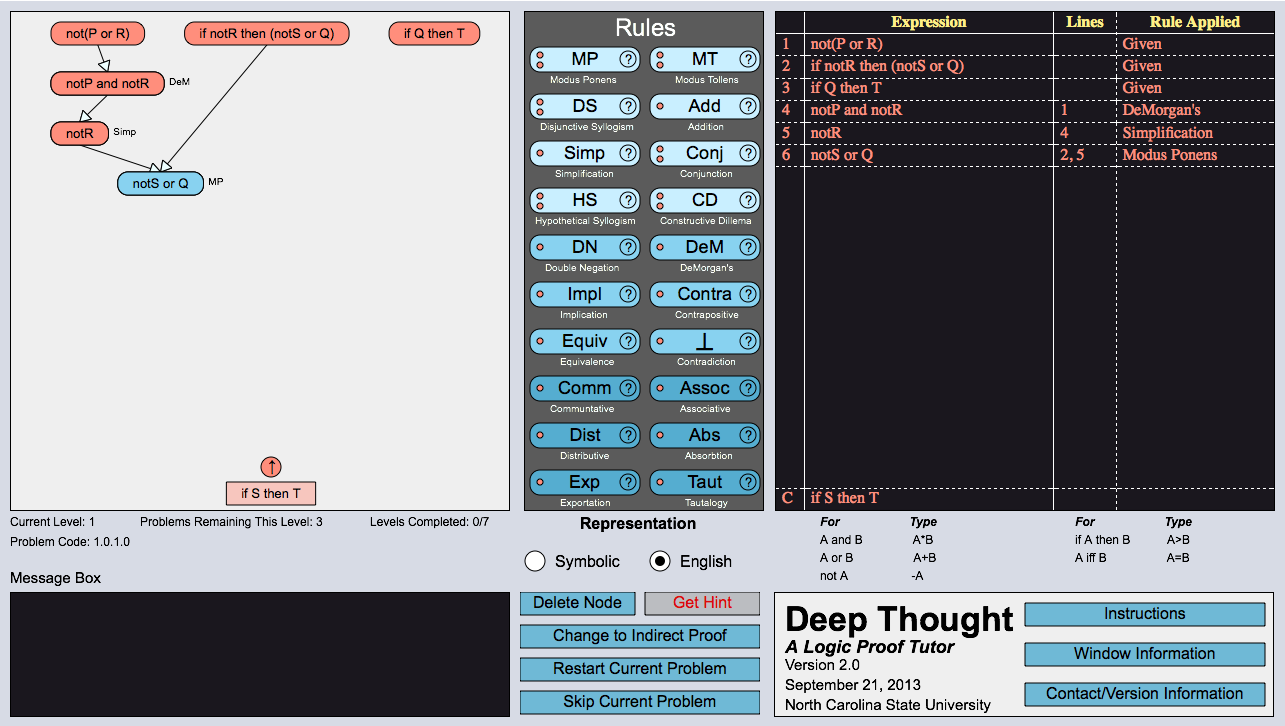 not(P or R)
if notR then (notS or Q)
if Q then T
notP and notR
DeM
notR
Simp
notS or Q
MP
↑
if S then T
Current Level: 1
Problems Remaining This Level: 3
Levels Completed: 0/7
Problem Code: 1.0.1.0
Message Box
Rules
MP ? MT ?
Modus Ponens Modus Tollens
DS ? Add ?
Disjunctive Syllogism Addition
Simp ? Conj ?
Simplification Conjunction
HS ? CD ?
Hypothetical Syllogism Constructive Dillema
DN ? DeM ?
Double Negation DeMorgan's
Impl ? Contra ?
Implication Contrapositive
Equiv ? ⊥ ?
Equivalence Contradiction
Comm ? Assoc ?
Communtative Associative
Dist ? Abs ?
Distributive Absorbtion
Exp ? Taut ?
Exportation Tautalogy
Representation
Symbolic English
Delete Node Get Hint
Change to Indirect Proof
Restart Current Problem
Skip Current Problem
Expression Lines Rule Applied
1 not(P or R) Given
2 if notR then (notS or Q) Given
3 if Q then T Given
4 notP and notR 1 DeMorgan's
5 notR 4 Simplification
6 notS or Q 2, 5 Modus Ponens
C if S then T
For Type For Type
A and B A*B if A then B A>B
A or B A+B A iff B A=B
not A -A
Deep Thought
A Logic Proof Tutor
Version 2.0
September 21, 2013
North Carolina State University
Instructions
Window Information
Contact/Version Information